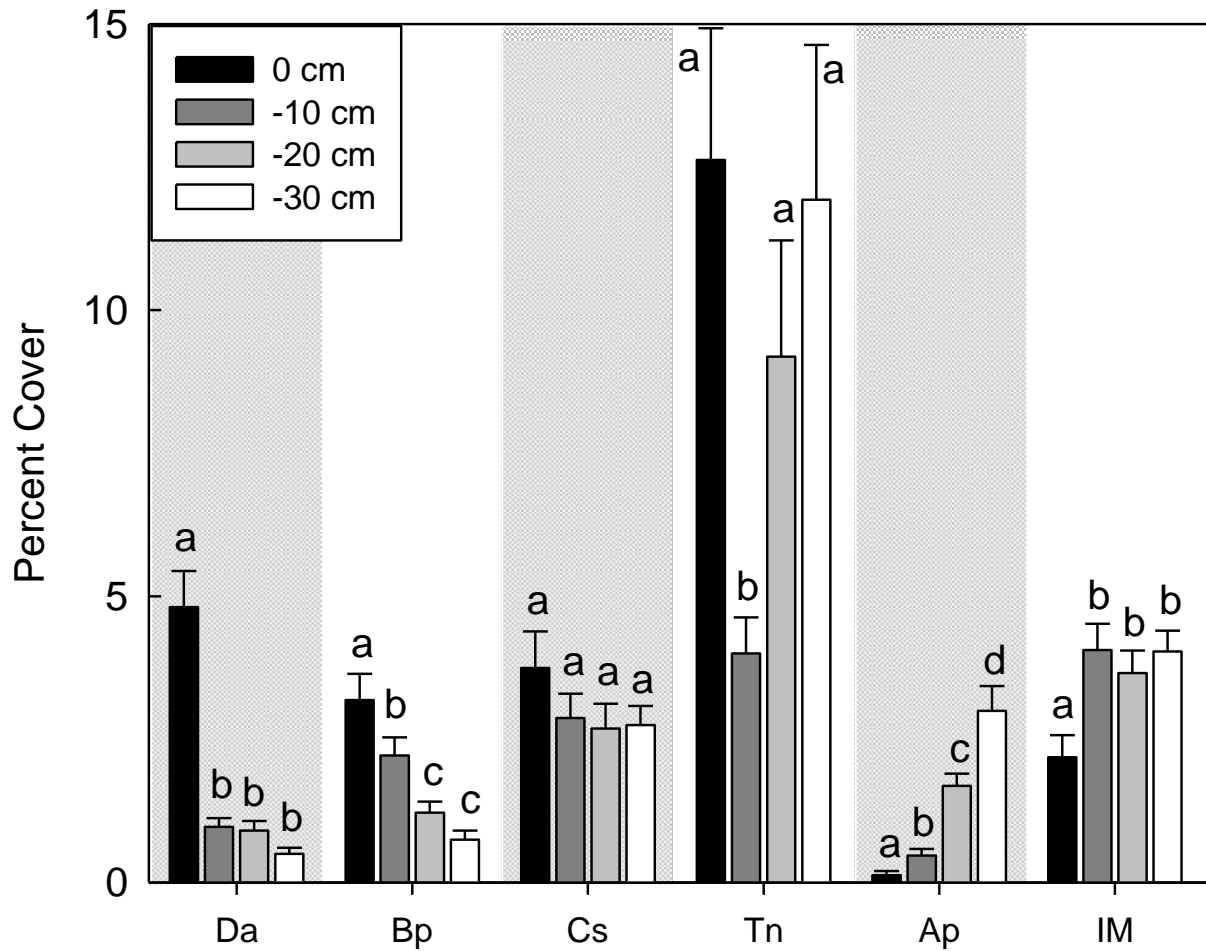 15
10
5
0
Percent Cover
0 cm
-10 cm
-20 cm
-30 cm
a b b b
a b c c
a a a a
a b a a
a b c d
a b b b
Da Bp Cs Tn Ap IM